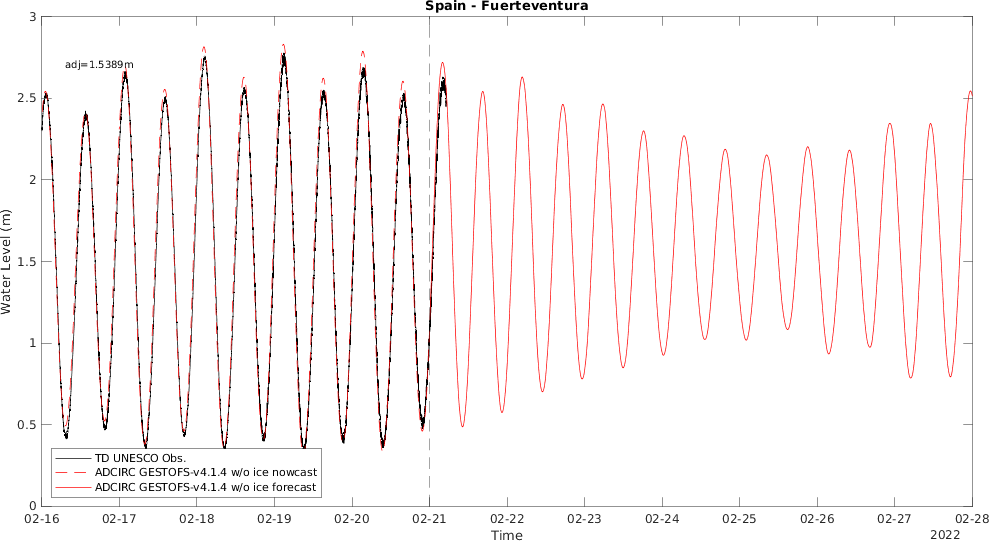 Spain - Fuerteventura
adj=1.5389m
3
2.5
2
1.5
1
0.5
0
Water Level (m)
TD UNESCO Obs.
ADCIRC GESTOFS-v4.1.4 w/o ice nowcast
ADCIRC GESTOFS-v4.1.4 w/o ice forecast
02-16 02-17 02-18 02-19 02-20 02-21 02-22 02-23 02-24 02-25 02-26 02-27 02-28
Time
2022